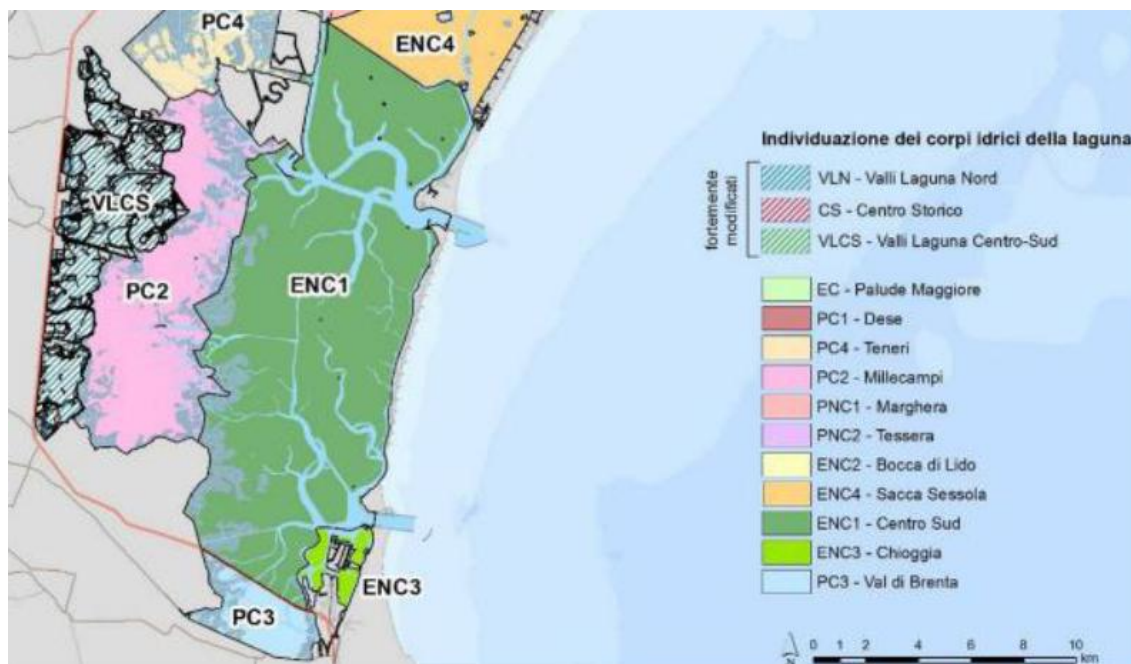 PC4
ENC4
VLCS
PC2
ENC1
PC3
ENC3
Individuazione dei corpi idrici della laguna
fortemente
modificati
VLN - Valli Laguna Nord
CS - Centro Storico
VLCS - Valli Laguna Centro-Sud
EC - Palude Maggiore
PC1 - Dese
PC4 - Teneri
PC2 - Millecampi
PNC1 - Marghera
PNC2 - Tessera
ENC2 - Bocca di Lido
ENC4 - Sacca Sessola
ENC1 - Centro Sud
ENC3 - Chioggia
PC3 - Val di Brenta
0 1 2 4 6 8 10
km